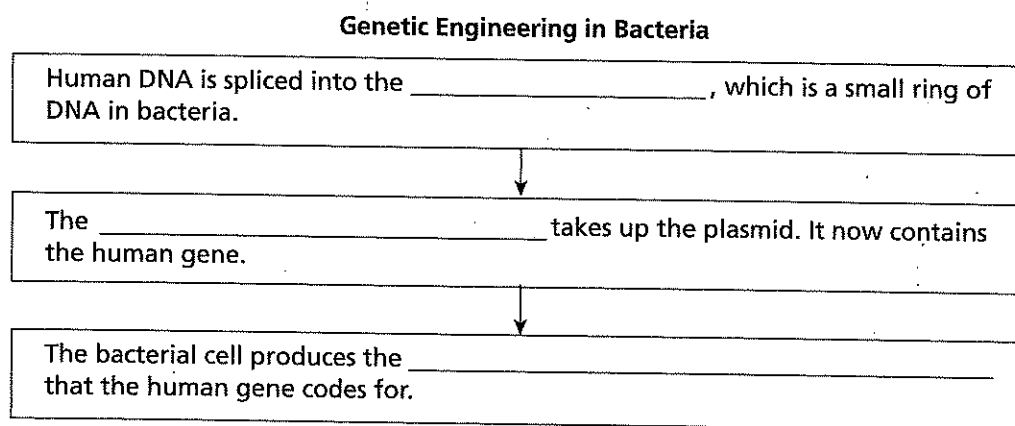 Genetic Engineering in Bacteria
Human DNA is spliced into the ____________________, which is a small ring of
DNA in bacteria.
The ______________________________ takes up the plasmid. It now contains
the human gene.
The bacterial cell produces the ________________________________________
that the human gene codes for.